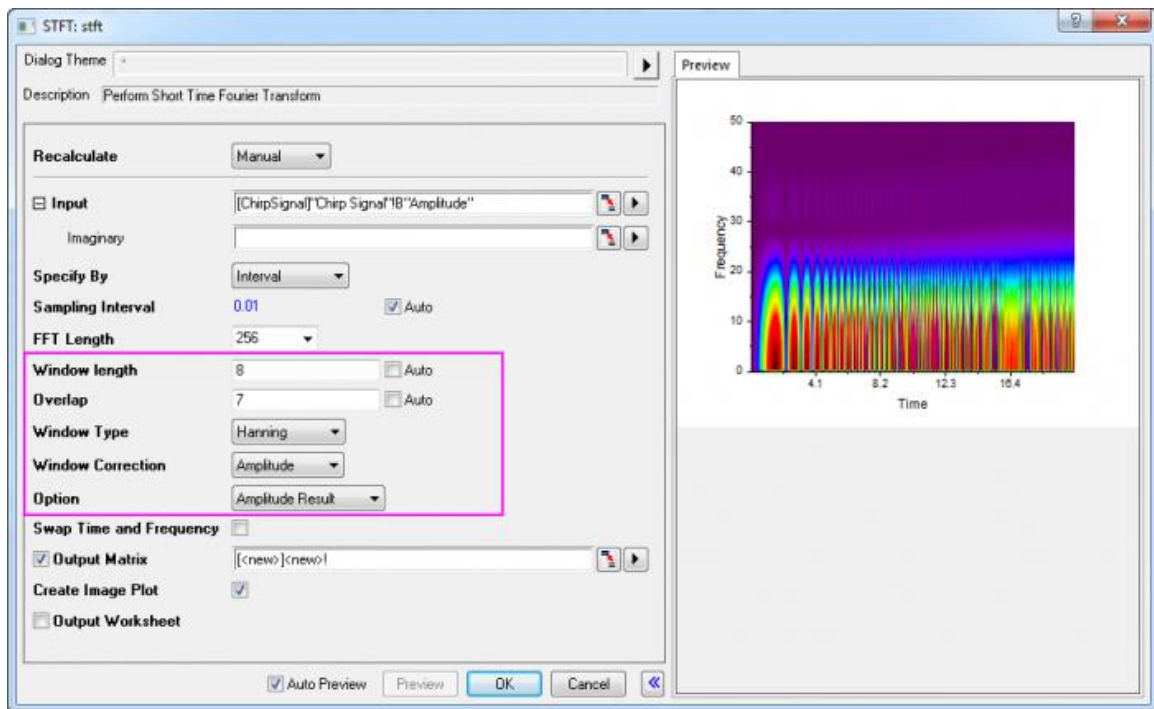 STFT: stft
Dialog Theme *
Description Perform Short Time Fourier Transform
Recalculate Manual
Input [ChirpSignal]"Chirp Signal"!B"Amplitude"
Imaginary
Specify By Interval
Sampling Interval 0.01 Auto
FFT Length 256
Window length 8 Auto
Overlap 7 Auto
Window Type Hanning
Window Correction Amplitude
Option Amplitude Result
Swap Time and Frequency
Output Matrix [<new>]<new>!
Create Image Plot
Output Worksheet
Auto Preview Preview OK Cancel
Preview
50
40
30
20
10
0
Frequency
4.1 8.2 12.3 16.4
Time